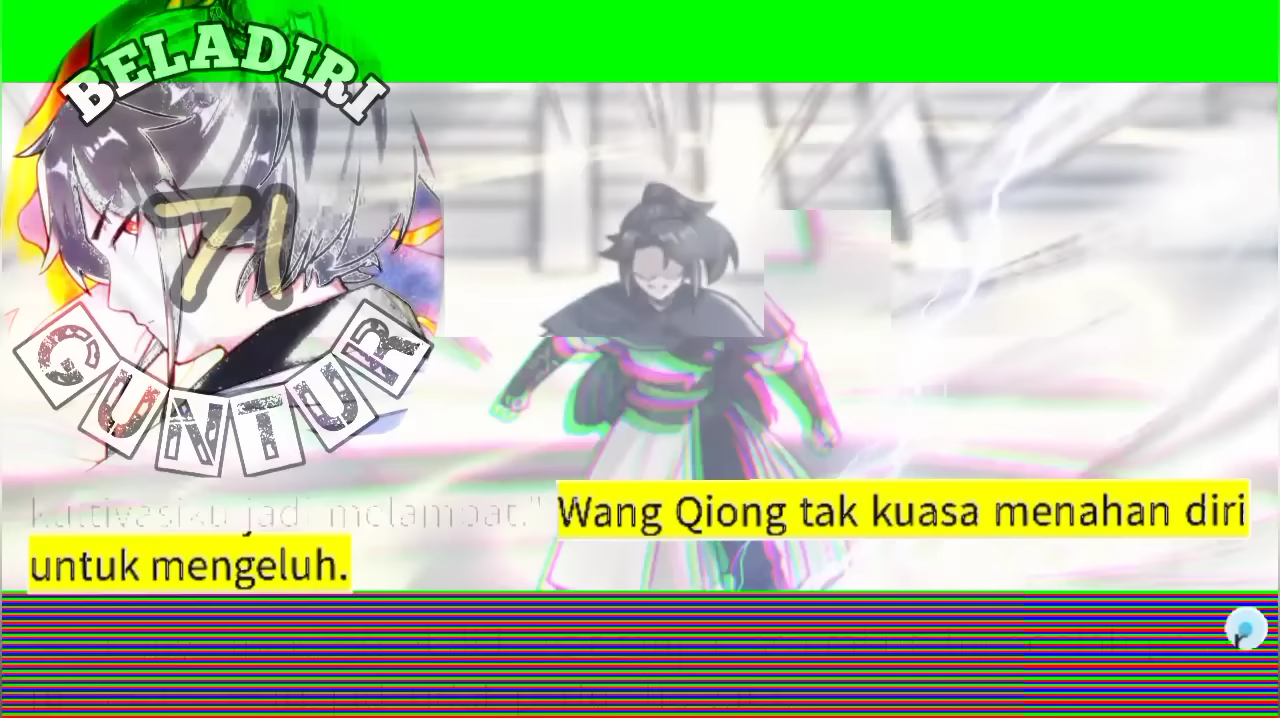 BELADIRI
71
GUNTUR
kultivasiku jadi melambat." Wang Qiong tak kuasa menahan diri
untuk mengeluh.